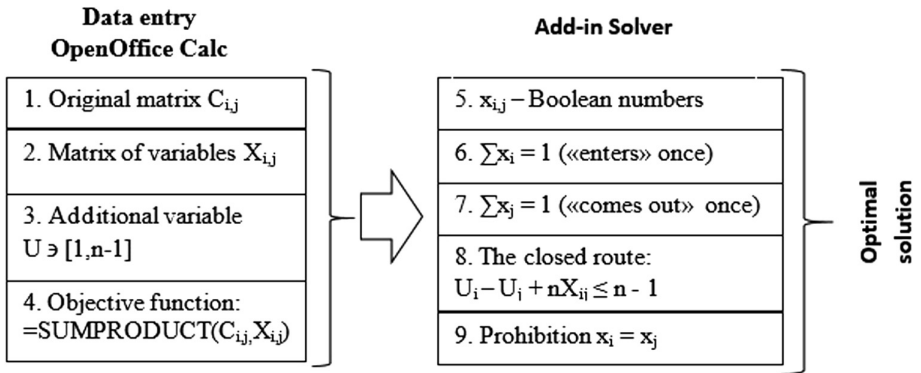 Data entry
OpenOffice Calc
1. Original matrix Cᵢ,ⱼ
2. Matrix of variables Xᵢ,ⱼ
3. Additional variable
U ∍ [1,n-1]
4. Objective function:
=SUMPRODUCT(Cᵢ,ⱼ,Xᵢ,ⱼ)
Add-in Solver
5. xᵢ,ⱼ – Boolean numbers
6. ∑xᵢ = 1 («enters» once)
7. ∑xⱼ = 1 («comes out» once)
8. The closed route:
Uᵢ – Uⱼ + nXᵢⱼ ≤ n - 1
9. Prohibition xᵢ = xⱼ
Optimal
solution